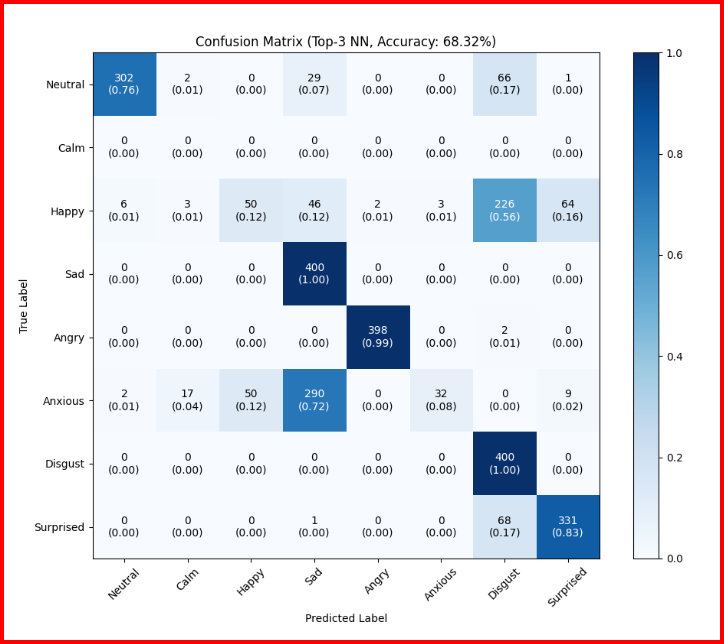 Confusion Matrix (Top-3 NN, Accuracy: 68.32%)
Neutral 302 2 0 29 0 0 66 1
(0.76) (0.01) (0.00) (0.07) (0.00) (0.00) (0.17) (0.00)
Calm 0 0 0 0 0 0 0 0
(0.00) (0.00) (0.00) (0.00) (0.00) (0.00) (0.00) (0.00)
Happy 6 3 50 46 2 3 226 64
(0.01) (0.01) (0.12) (0.12) (0.01) (0.01) (0.56) (0.16)
Sad 0 0 0 400 0 0 0 0
(0.00) (0.00) (0.00) (1.00) (0.00) (0.00) (0.00) (0.00)
Angry 0 0 0 0 398 0 2 0
(0.00) (0.00) (0.00) (0.00) (0.99) (0.00) (0.01) (0.00)
Anxious 2 17 50 290 0 32 0 9
(0.01) (0.04) (0.12) (0.72) (0.00) (0.08) (0.00) (0.02)
Disgust 0 0 0 0 0 0 400 0
(0.00) (0.00) (0.00) (0.00) (0.00) (0.00) (1.00) (0.00)
Surprised 0 0 0 1 0 0 68 331
(0.00) (0.00) (0.00) (0.00) (0.00) (0.00) (0.17) (0.83)
Neutral Calm Happy Sad Angry Anxious Disgust Surprised
Predicted Label
True Label
1.0
0.8
0.6
0.4
0.2
0.0